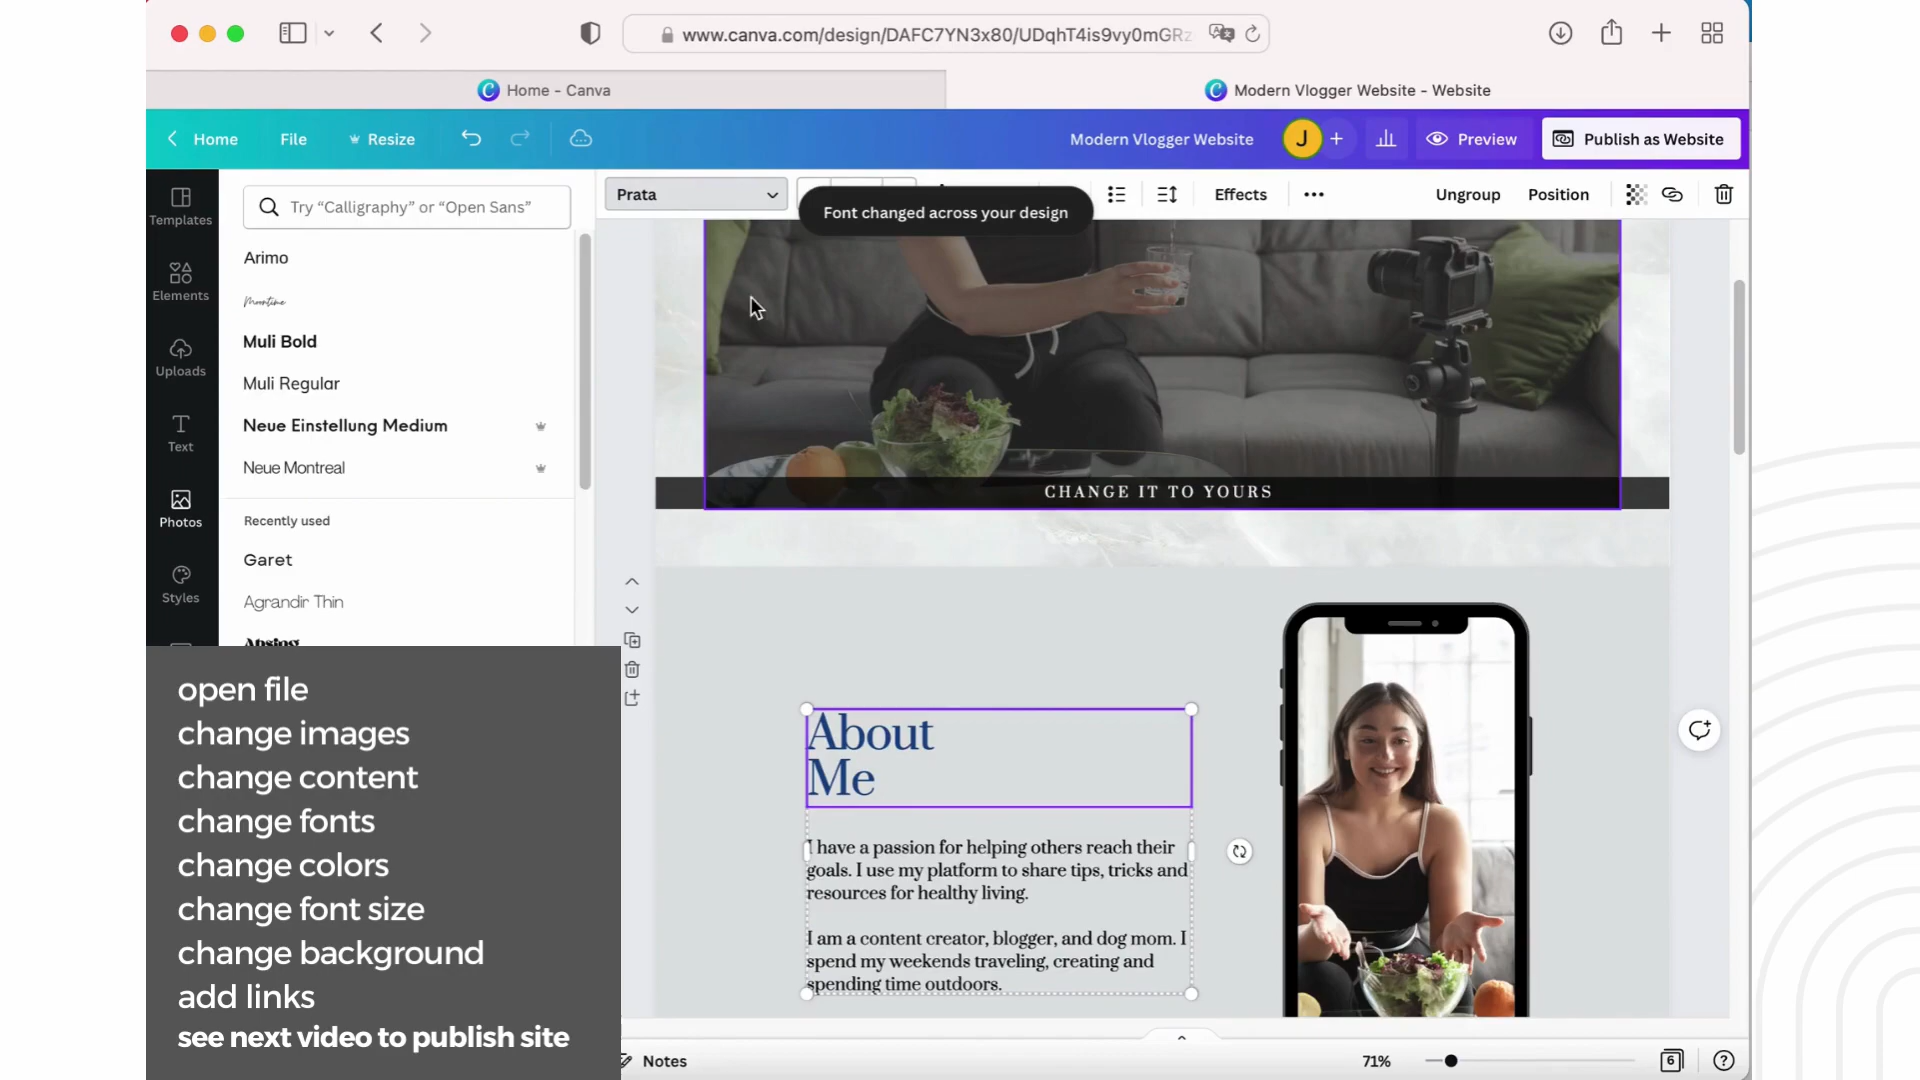 www.canva.com/design/DAFC7YN3x80/UDqhT4is9vy0mGRz
Home - Canva
Modern Vlogger Website - Website
Home
File
Resize
Modern Vlogger Website
J
Preview
Publish as Website
Templates
Elements
Uploads
Text
Photos
Styles
Try “Calligraphy” or “Open Sans”
Arimo
Moontime
Muli Bold
Muli Regular
Neue Einstellung Medium
Neue Montreal
Recently used
Garet
Agrandir Thin
Prata
Font changed across your design
Effects
Ungroup
Position
CHANGE IT TO YOURS
About
Me
I have a passion for helping others reach their
goals. I use my platform to share tips, tricks and
resources for healthy living.
I am a content creator, blogger, and dog mom. I
spend my weekends traveling, creating and
spending time outdoors.
open file
change images
change content
change fonts
change colors
change font size
change background
add links
see next video to publish site
Notes
71%
6